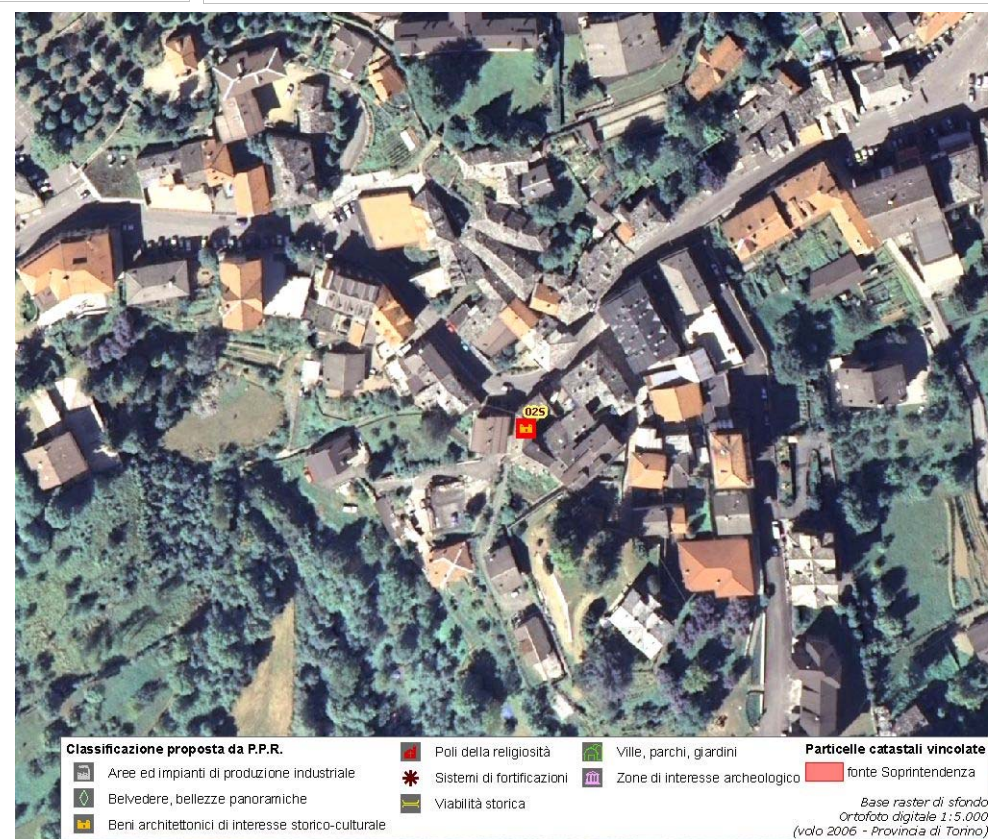 02S
Classificazione proposta da P.P.R.
Aree ed impianti di produzione industriale
Belvedere, bellezze panoramiche
Beni architettonici di interesse storico-culturale
Poli della religiosità
Sistemi di fortificazioni
Viabilità storica
Ville, parchi, giardini
Zone di interesse archeologico
Particelle catastali vincolate
fonte Soprintendenza
Base raster di sfondo
Ortofoto digitale 1:5.000
(volo 2006 - Provincia di Torino)